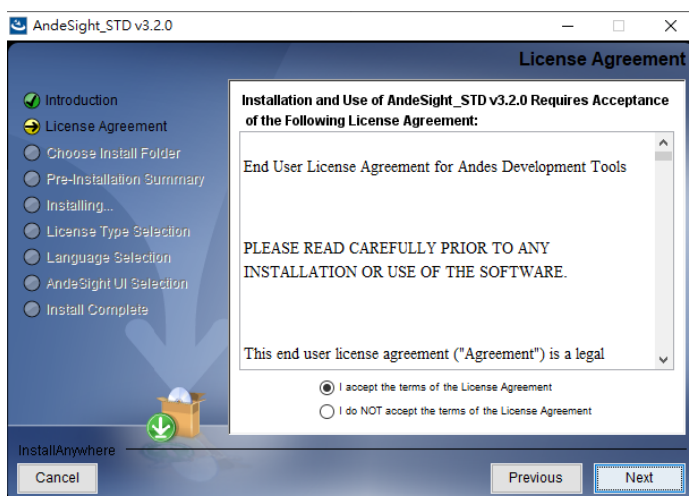 AndeSight_STD v3.2.0
License Agreement
Introduction
License Agreement
Choose Install Folder
Pre-Installation Summary
Installing...
License Type Selection
Language Selection
AndeSight UI Selection
Install Complete
Installation and Use of AndeSight_STD v3.2.0 Requires Acceptance
of the Following License Agreement:
End User License Agreement for Andes Development Tools
PLEASE READ CAREFULLY PRIOR TO ANY
INSTALLATION OR USE OF THE SOFTWARE.
This end user license agreement ("Agreement") is a legal
I accept the terms of the License Agreement
I do NOT accept the terms of the License Agreement
InstallAnywhere
Cancel
Previous
Next